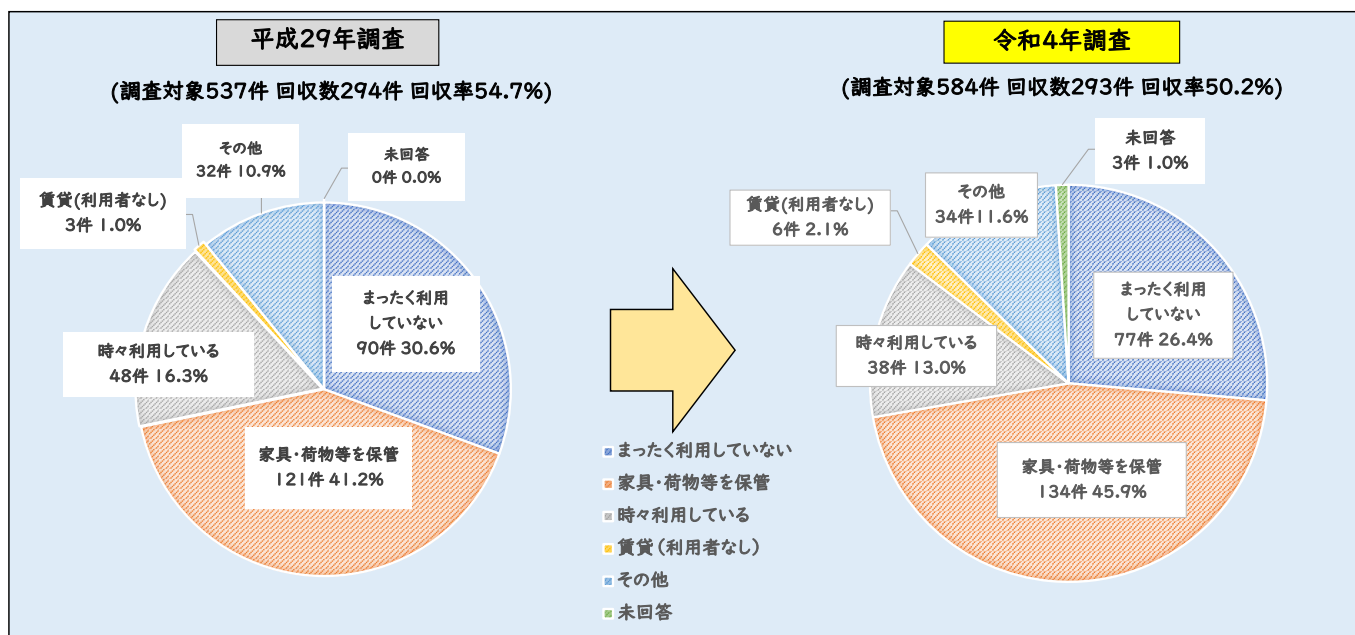 平成29年調査
(調査対象537件 回収数294件 回収率54.7%)
その他
32件 10.9%
未回答
0件 0.0%
賃貸(利用者なし)
3件 1.0%
まったく利用
していない
90件 30.6%
時々利用している
48件 16.3%
家具・荷物等を保管
121件 41.2%
まったく利用していない
家具・荷物等を保管
時々利用している
賃貸（利用者なし）
その他
未回答
令和4年調査
(調査対象584件 回収数293件 回収率50.2%)
未回答
3件 1.0%
その他
34件11.6%
賃貸(利用者なし)
6件 2.1%
まったく利用
していない
77件 26.4%
時々利用している
38件 13.0%
家具・荷物等を保管
134件 45.9%